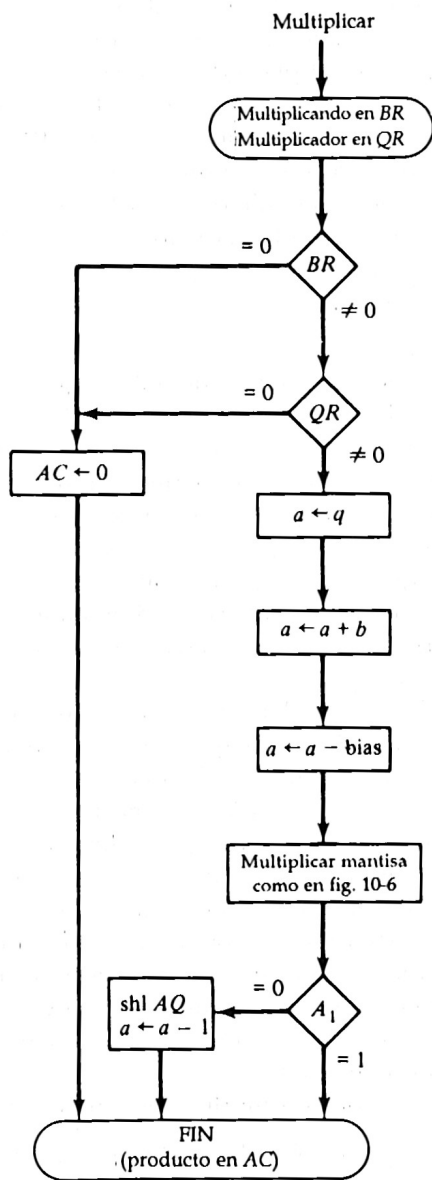 Multiplicar
Multiplicando en BR
Multiplicador en QR
= 0
BR
≠ 0
= 0
QR
≠ 0
AC ← 0
a ← q
a ← a + b
a ← a − bias
Multiplicar mantisa
como en fig. 10-6
shl AQ
a ← a − 1
= 0
A₁
= 1
FIN
(producto en AC)